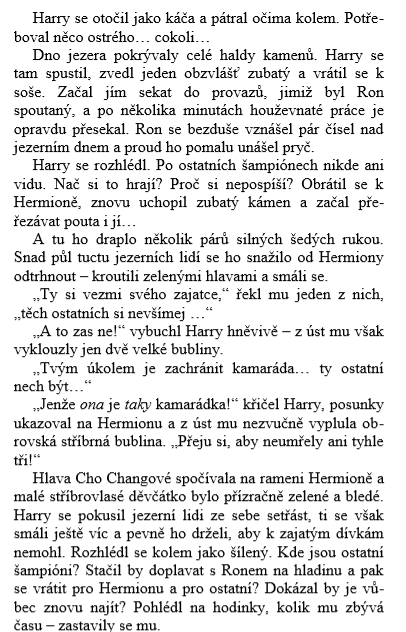 Harry se otočil jako káča a pátral očima kolem. Potře-
boval něco ostrého… cokoli…
Dno jezera pokrývaly celé haldy kamenů. Harry se
tam spustil, zvedl jeden obzvlášť zubatý a vrátil se k
soše. Začal jím sekat do provazů, jimiž byl Ron
spoutaný, a po několika minutách houževnaté práce je
opravdu přesekal. Ron se bezduše vznášel pár čísel nad
jezerním dnem a proud ho pomalu unášel pryč.
Harry se rozhlédl. Po ostatních šampiónech nikde ani
vidu. Nač si to hrají? Proč si nepospíší? Obrátil se k
Hermioně, znovu uchopil zubatý kámen a začal pře-
řezávat pouta i jí…
A tu ho draplo několik párů silných šedých rukou.
Snad půl tuctu jezerních lidí se ho snažilo od Hermiony
odtrhnout – kroutili zelenými hlavami a smáli se.
„Ty si vezmi svého zajatce,“ řekl mu jeden z nich,
„těch ostatních si nevšímej …“
„A to zas ne!“ vybuchl Harry hněvivě – z úst mu však
vyklouzly jen dvě velké bubliny.
„Tvým úkolem je zachránit kamaráda… ty ostatní
nech být…“
„Jenže ona je taky kamarádka!“ křičel Harry, posunky
ukazoval na Hermionu a z úst mu nezvučně vyplula ob-
rovská stříbrná bublina. „Přeju si, aby neumřely ani tyhle
tři!“
Hlava Cho Changové spočívala na rameni Hermioně a
malé stříbrovlasé děvčátko bylo přízračně zelené a bledé.
Harry se pokusil jezerní lidi ze sebe setřást, ti se však
smáli ještě víc a pevně ho drželi, aby k zajatým dívkám
nemohl. Rozhlédl se kolem jako šílený. Kde jsou ostatní
šampióni? Stačil by doplavat s Ronem na hladinu a pak
se vrátit pro Hermionu a pro ostatní? Dokázal by je vů-
bec znovu najít? Pohlédl na hodinky, kolik mu zbývá
času – zastavily se mu.